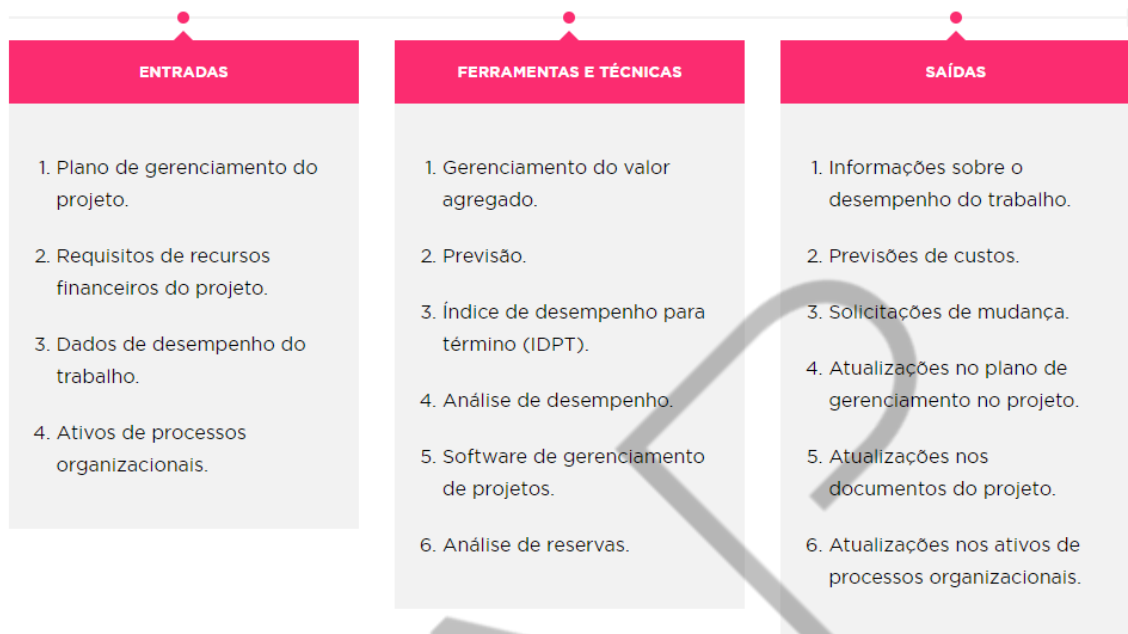 ENTRADAS
1. Plano de gerenciamento do
projeto.
2. Requisitos de recursos
financeiros do projeto.
3. Dados de desempenho do
trabalho.
4. Ativos de processos
organizacionais.
FERRAMENTAS E TÉCNICAS
1. Gerenciamento do valor
agregado.
2. Previsão.
3. Índice de desempenho para
término (IDPT).
4. Análise de desempenho.
5. Software de gerenciamento
de projetos.
6. Análise de reservas.
SAÍDAS
1. Informações sobre o
desempenho do trabalho.
2. Previsões de custos.
3. Solicitações de mudança.
4. Atualizações no plano de
gerenciamento no projeto.
5. Atualizações nos
documentos do projeto.
6. Atualizações nos ativos de
processos organizacionais.